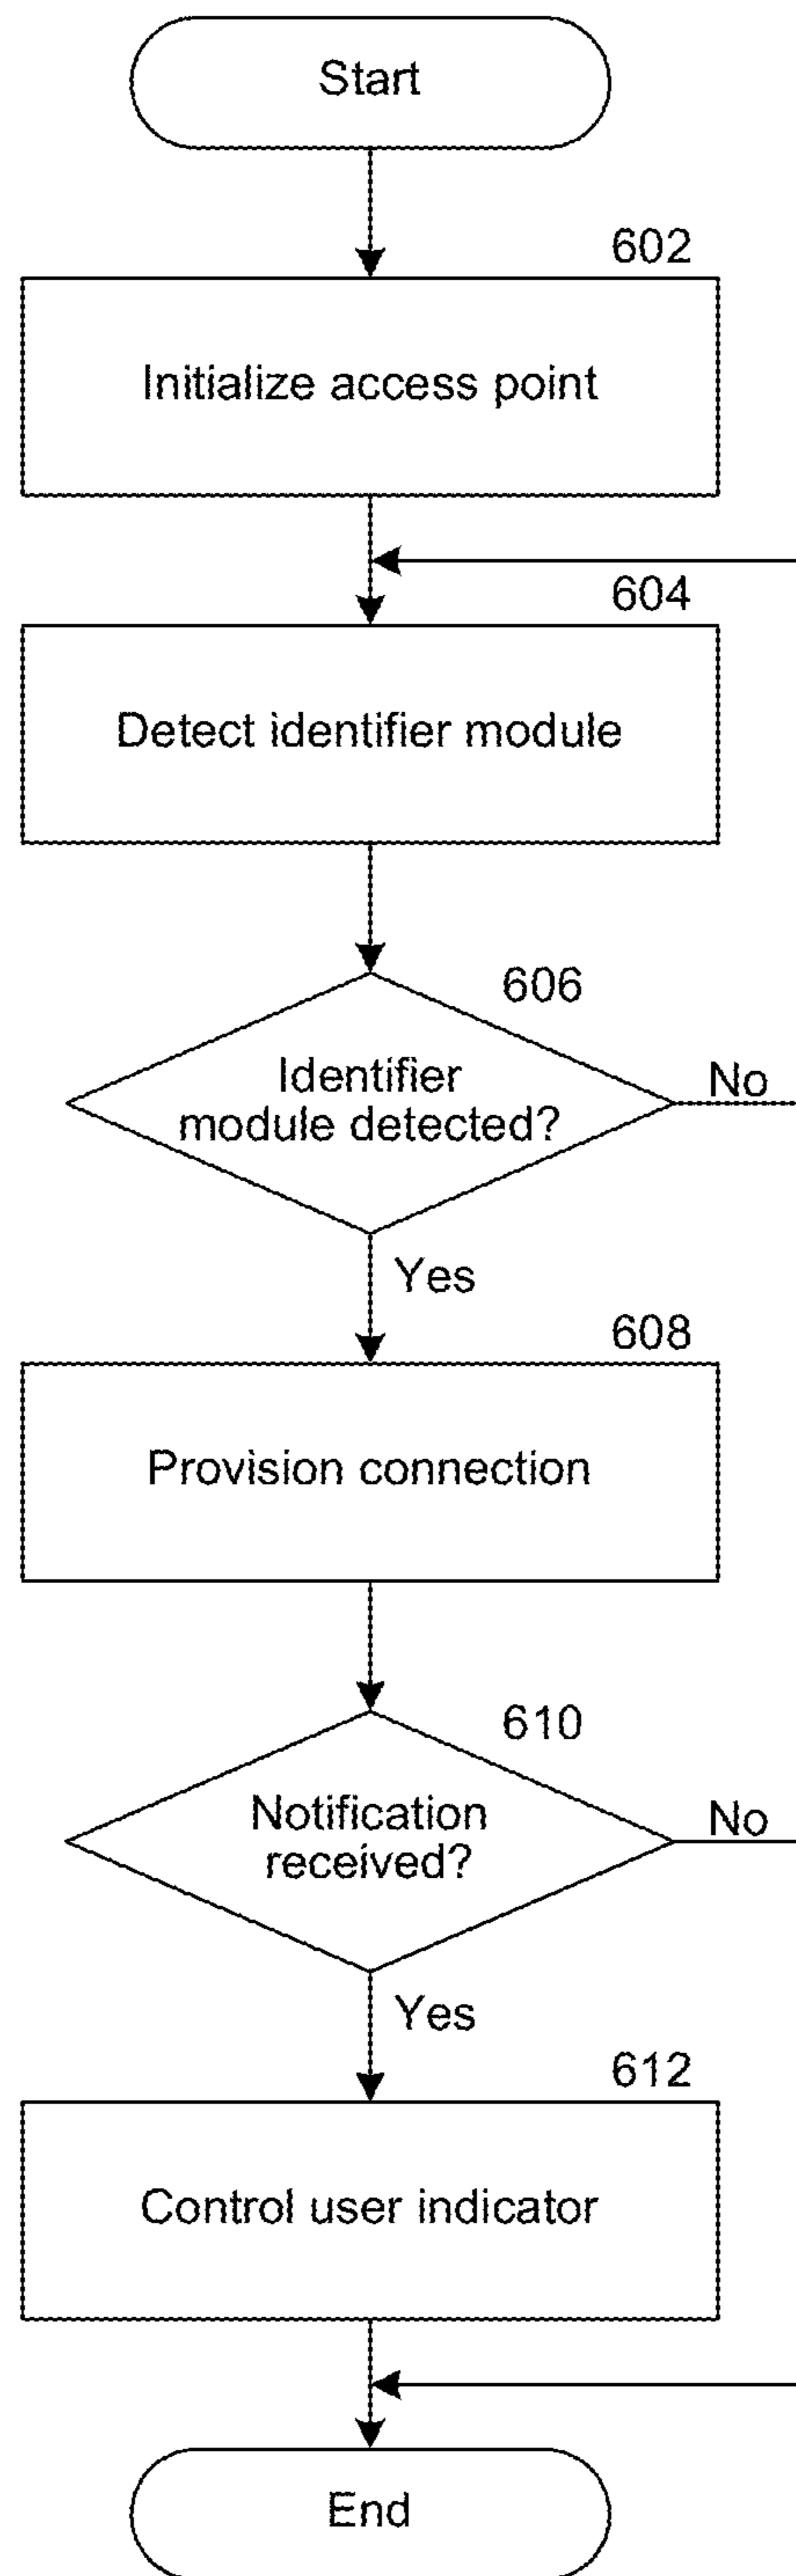 Start
602
Initialize access point
604
Detect identifier module
606
Identifier
module detected?
No
Yes
608
Provision connection
610
Notification
received?
No
Yes
612
Control user indicator
End